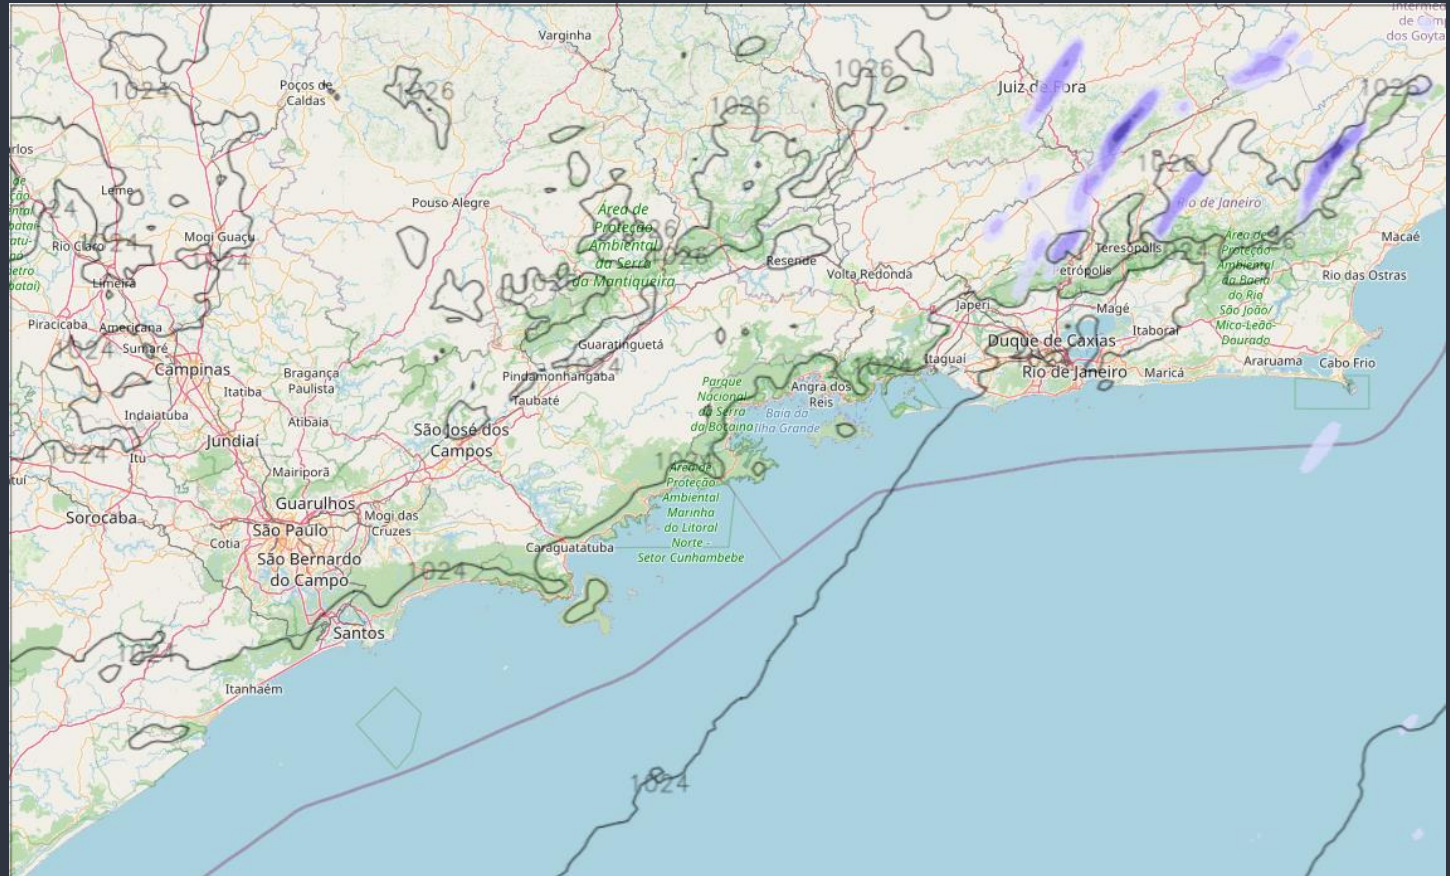 Intermed
de Cam
dos Goyta
Varginha
1026
Poços de
Caldas
1024
1026
1026
Juiz de Fora
1026
arlos
Leme
Pouso Alegre
Área de
Proteção
Ambiental
da Serra
da Mantiqueira
Rio de Janeiro
Rio Claro
Mogi Guaçu
Limeira
Resende
Volta Redonda
Teresópolis
Petrópolis
Área de
Proteção
Ambiental
da Bacia
do Rio
São João/
Mico-Leão-
Dourado
Macaé
Rio das Ostras
Piracicaba
Americana
Sumaré
Campinas
Guaratinguetá
Japeri
Magé
Itaboraí
Duque de Caxias
Rio de Janeiro
Itaguaí
Maricá
Araruama
Cabo Frio
Itatiba
Bragança
Paulista
Pindamonhangaba
Taubaté
Parque
Nacional
da Serra
da Bocaina
Angra dos
Reis
Baía da
Ilha Grande
Indaiatuba
Atibaia
Jundiaí
São José dos
Campos
1024
Itu
Mairiporã
Área de
Proteção
Ambiental
Marinha
do Litoral
Norte -
Setor Cunhambebe
Guarulhos
Sorocaba
São Paulo
Mogi das
Cruzes
Cotia
São Bernardo
do Campo
Caraguatatuba
1024
Santos
1024
Itanhaém
1024